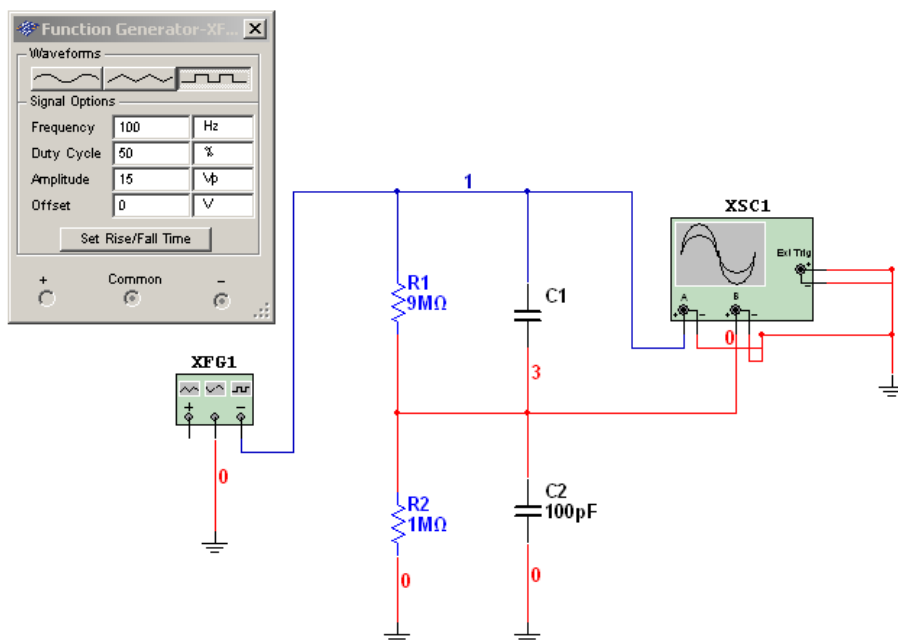 Function Generator-XF...
Waveforms
Signal Options
Frequency 100 Hz
Duty Cycle 50 %
Amplitude 15 Vp
Offset 0 V
Set Rise/Fall Time
+ Common −
XFG1
+ −
0
1
R1
9MΩ
C1
3
R2
1MΩ
0
C2
100pF
0
XSC1
Ext Trig
+
−
A B
+ − + −
0